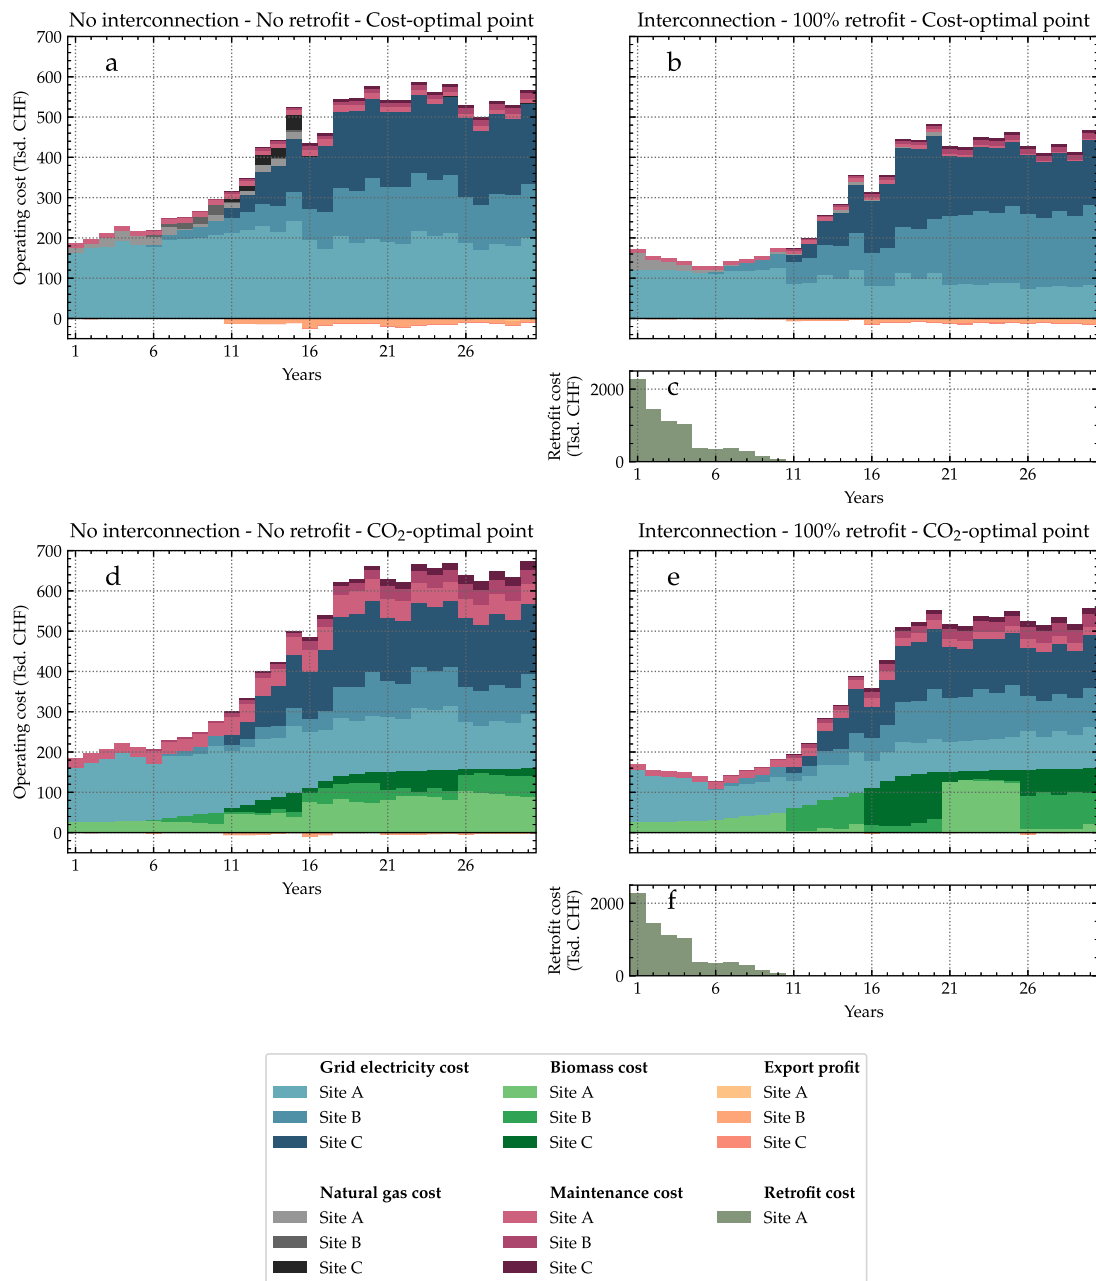 No interconnection - No retrofit - Cost-optimal point
Interconnection - 100% retrofit - Cost-optimal point
700
600
500
400
300
200
100
0
Operating cost (Tsd. CHF)
a
b
1 6 11 16 21 26
Years
2000
0
Retrofit cost
(Tsd. CHF)
c
1 6 11 16 21 26
Years
No interconnection - No retrofit - CO₂-optimal point
Interconnection - 100% retrofit - CO₂-optimal point
700
600
500
400
300
200
100
0
Operating cost (Tsd. CHF)
d
e
1 6 11 16 21 26
Years
2000
0
Retrofit cost
(Tsd. CHF)
f
1 6 11 16 21 26
Years
Grid electricity cost
Site A
Site B
Site C
Biomass cost
Site A
Site B
Site C
Export profit
Site A
Site B
Site C
Natural gas cost
Site A
Site B
Site C
Maintenance cost
Site A
Site B
Site C
Retrofit cost
Site A